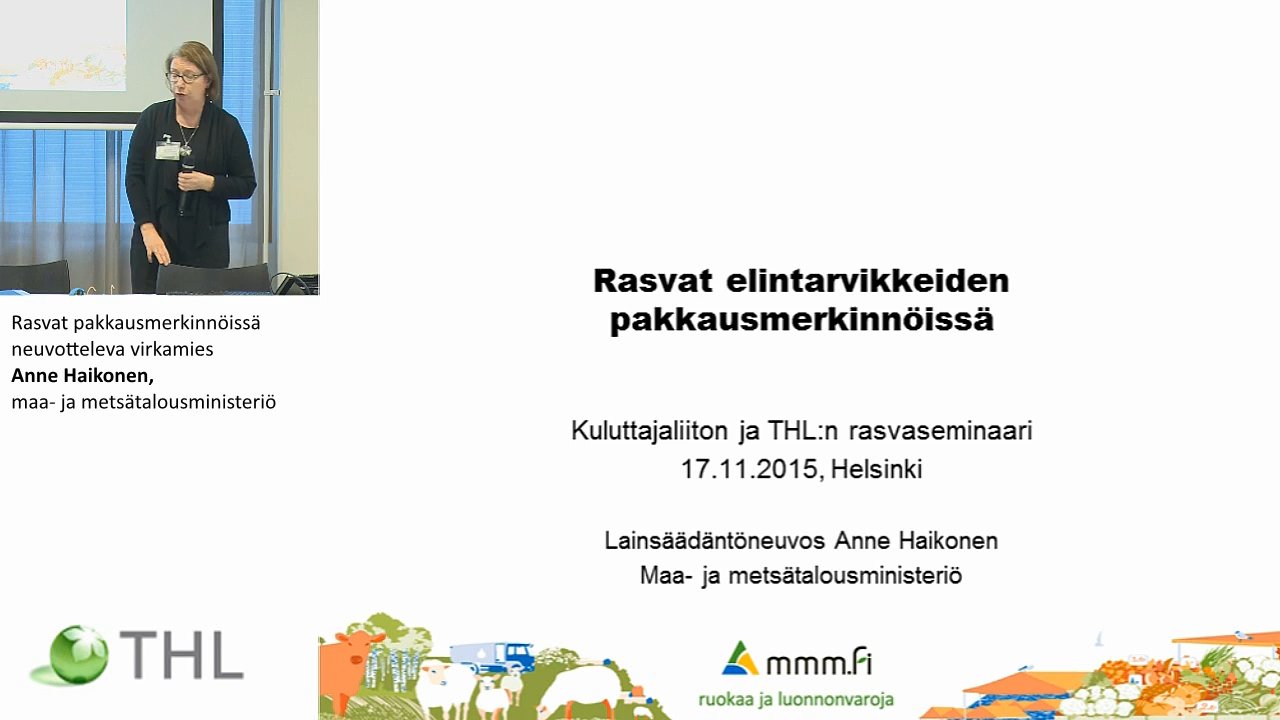 Rasvat pakkausmerkinnöissä
neuvotteleva virkamies
Anne Haikonen,
maa- ja metsätalousministeriö
THL
Rasvat elintarvikkeiden
pakkausmerkinnöissä
Kuluttajaliiton ja THL:n rasvaseminaari
17.11.2015, Helsinki
Lainsäädäntöneuvos Anne Haikonen
Maa- ja metsätalousministeriö
mmm.fi
ruokaa ja luonnonvaroja